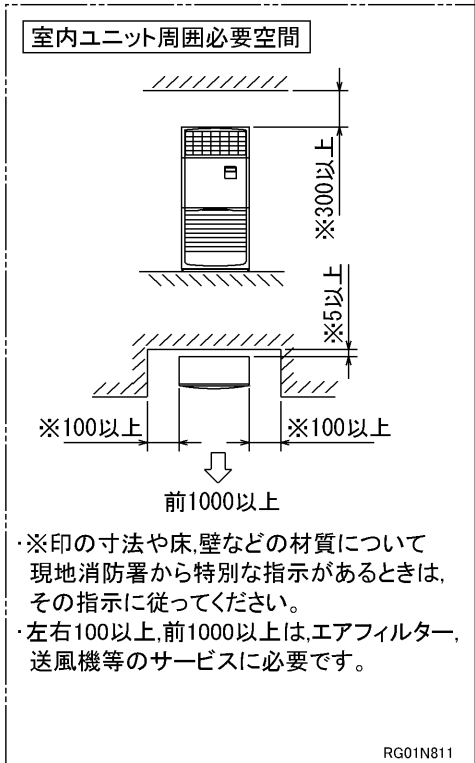 室内ユニット周囲必要空間
※300以上
※5以上
※100以上
※100以上
前1000以上
・※印の寸法や床,壁などの材質について
現地消防署から特別な指示があるときは,
その指示に従ってください。
・左右100以上,前1000以上は,エアフィルター,
送風機等のサービスに必要です。
RG01N811